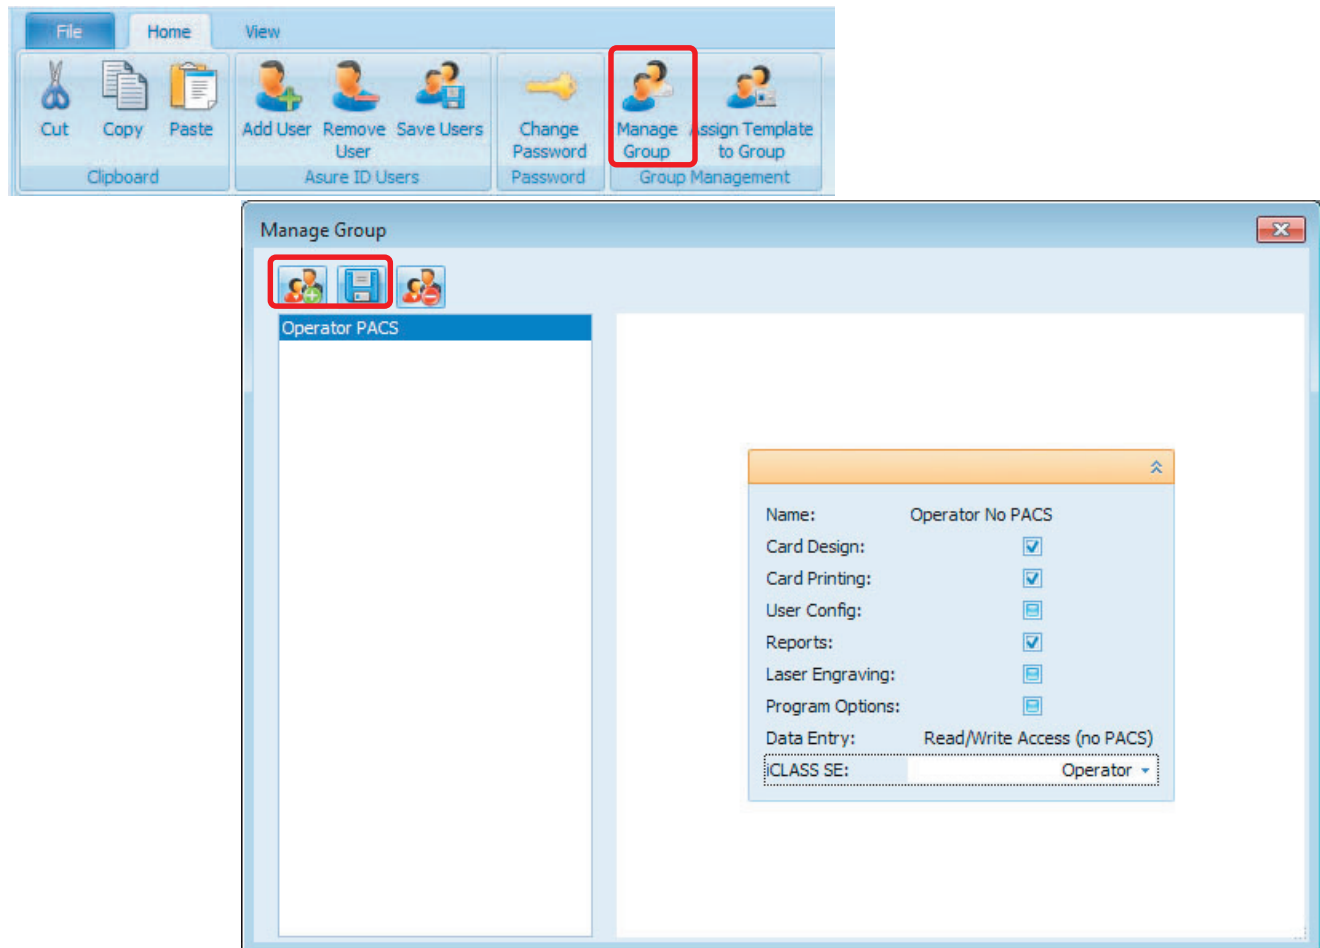 File Home View
Cut Copy Paste Add User Remove User Save Users Change Password Manage Group Assign Template to Group
Clipboard Asure ID Users Password Group Management
Manage Group
Operator PACS
Name: Operator No PACS
Card Design:
Card Printing:
User Config:
Reports:
Laser Engraving:
Program Options:
Data Entry: Read/Write Access (no PACS)
iCLASS SE: Operator